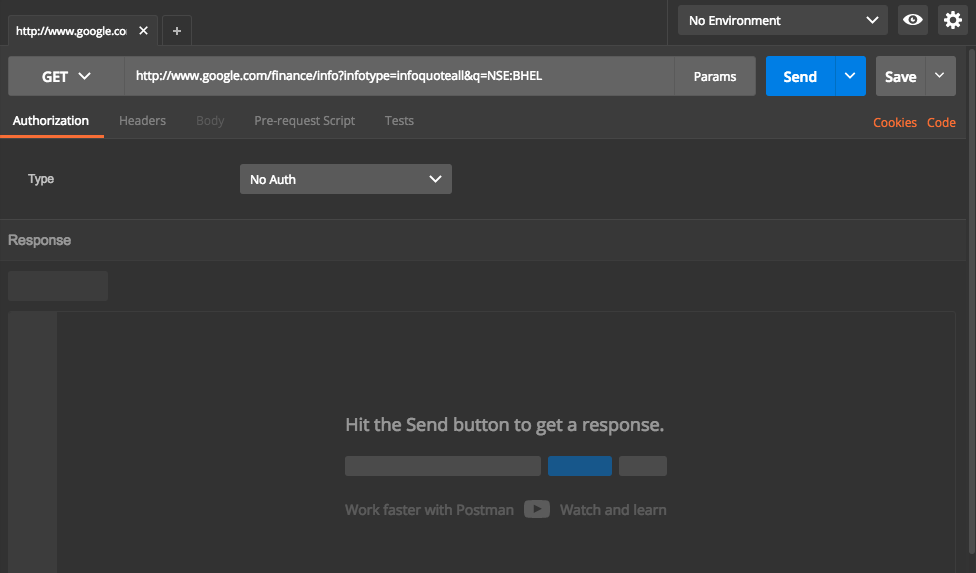 http://www.google.co
No Environment
GET http://www.google.com/finance/info?infotype=infoquoteall&q=NSE:BHEL Params Send Save
Authorization Headers Body Pre-request Script Tests Cookies Code
Type No Auth
Response
Hit the Send button to get a response.
Work faster with Postman Watch and learn